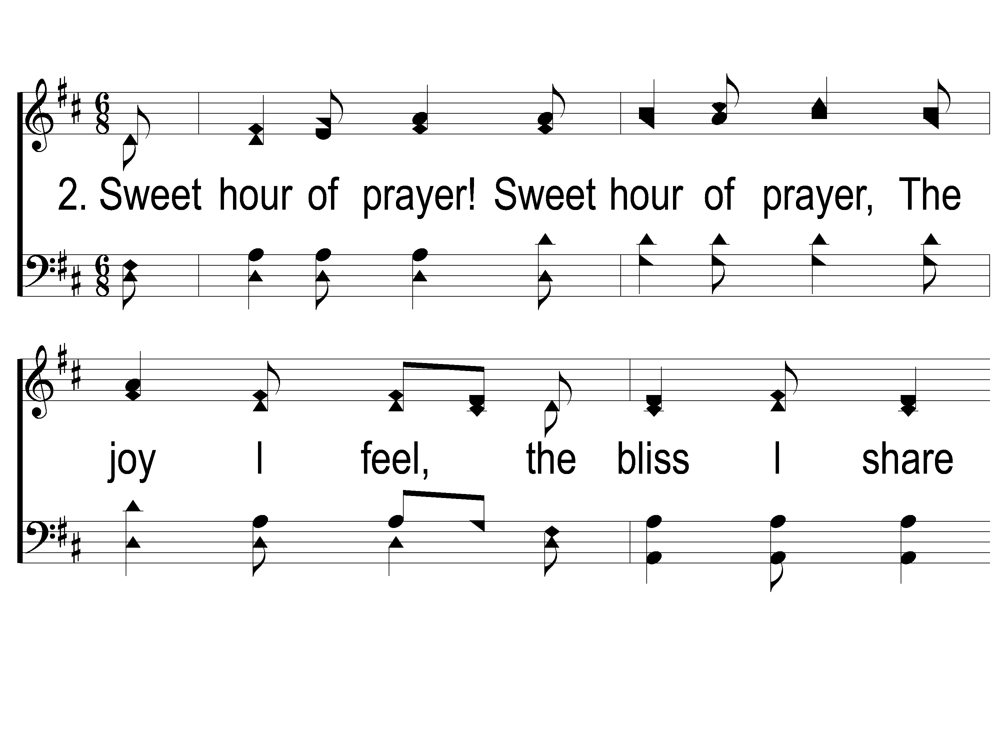 2. Sweet hour of prayer! Sweet hour of prayer, The
joy I feel, the bliss I share